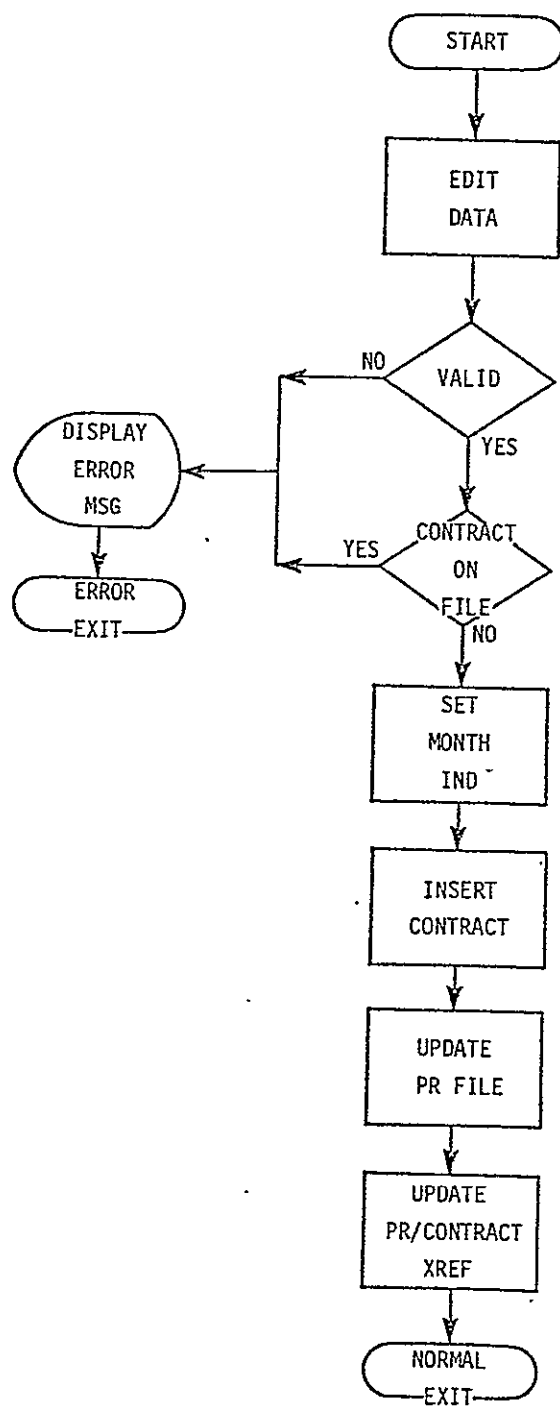 START
EDIT
DATA
NO
VALID
YES
DISPLAY
ERROR
MSG
YES
CONTRACT
ON
FILE
NO
ERROR
EXIT
SET
MONTH
IND
INSERT
CONTRACT
UPDATE
PR FILE
UPDATE
PR/CONTRACT
XREF
NORMAL
EXIT